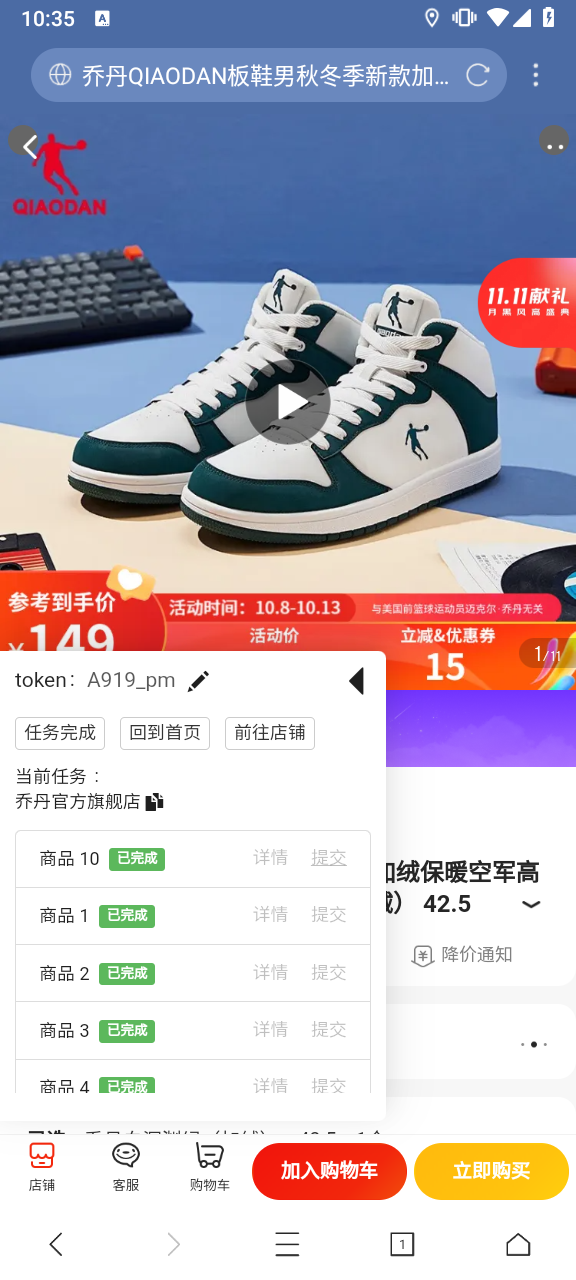 10:35
A
乔丹QIAODAN板鞋男秋冬季新款加...
QIAODAN
11.11献礼
月黑风高盛典
参考到手价
¥149
活动时间：10.8-10.13
与美国前篮球运动员迈克尔·乔丹无关
活动价
立减&优惠券
15
1/11
token： A919_pm
任务完成
回到首页
前往店铺
当前任务：
乔丹官方旗舰店
商品 10 已完成 详情 提交
商品 1 已完成 详情 提交
商品 2 已完成 详情 提交
商品 3 已完成 详情 提交
商品 4 已完成 详情 提交
加绒保暖空军高
42.5
降价通知
店铺
客服
购物车
加入购物车
立即购买
1